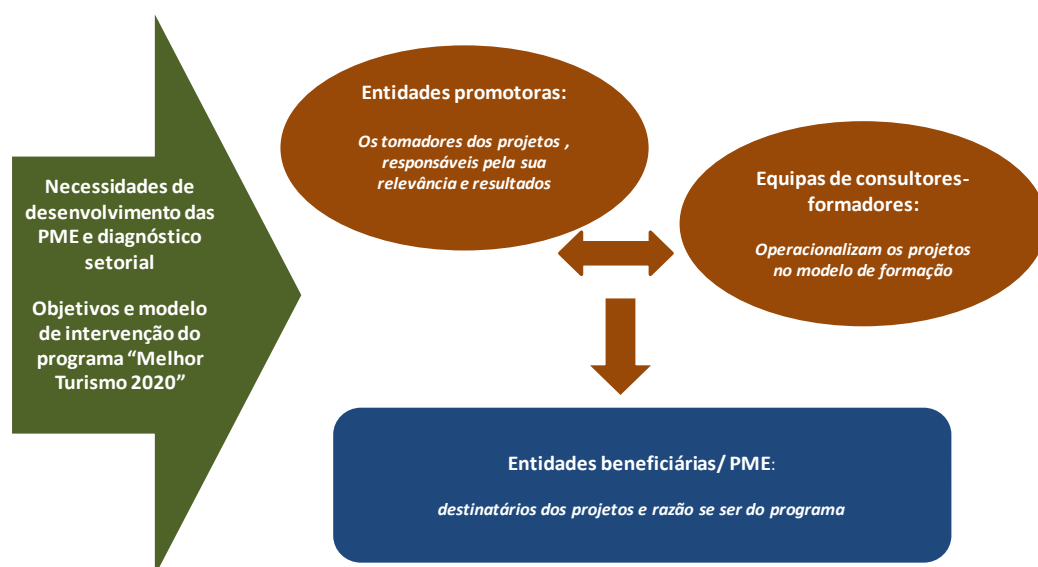 Necessidades de
desenvolvimento das
PME e diagnóstico
setorial
Objetivos e modelo
de intervenção do
programa “Melhor
Turismo 2020”
Entidades promotoras:
Os tomadores dos projetos ,
responsáveis pela sua
relevância e resultados
Equipas de consultores-
formadores:
Operacionalizam os projetos
no modelo de formação
Entidades beneficiárias/ PME:
destinatários dos projetos e razão se ser do programa